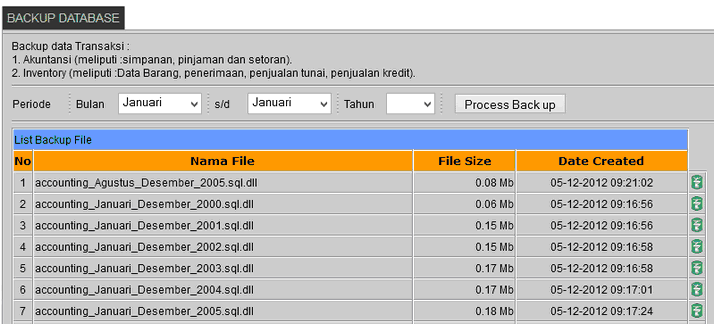 BACKUP DATABASE
Backup data Transaksi :
1. Akuntansi (meliputi :simpanan, pinjaman dan setoran).
2. Inventory (meliputi :Data Barang, penerimaan, penjualan tunai, penjualan kredit).
Periode Bulan Januari s/d Januari Tahun Process Back up
List Backup File
No Nama File File Size Date Created
1 accounting_Agustus_Desember_2005.sql.dll 0.08 Mb 05-12-2012 09:21:02
2 accounting_Januari_Desember_2000.sql.dll 0.06 Mb 05-12-2012 09:16:56
3 accounting_Januari_Desember_2001.sql.dll 0.15 Mb 05-12-2012 09:16:56
4 accounting_Januari_Desember_2002.sql.dll 0.15 Mb 05-12-2012 09:16:58
5 accounting_Januari_Desember_2003.sql.dll 0.17 Mb 05-12-2012 09:16:58
6 accounting_Januari_Desember_2004.sql.dll 0.17 Mb 05-12-2012 09:17:01
7 accounting_Januari_Desember_2005.sql.dll 0.18 Mb 05-12-2012 09:17:24